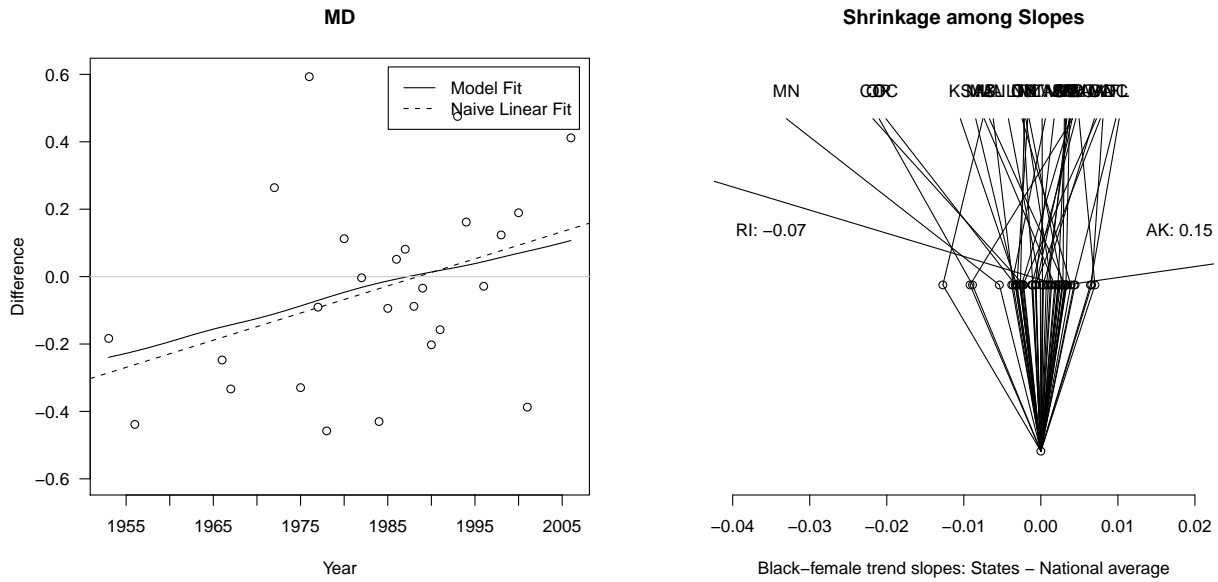 MD
Model Fit
Naive Linear Fit
0.6
0.4
0.2
0.0
−0.2
−0.4
−0.6
Difference
1955 1965 1975 1985 1995 2005
Year
Shrinkage among Slopes
MN
RI: −0.07 AK: 0.15
−0.04 −0.03 −0.02 −0.01 0.00 0.01 0.02
Black−female trend slopes: States − National average